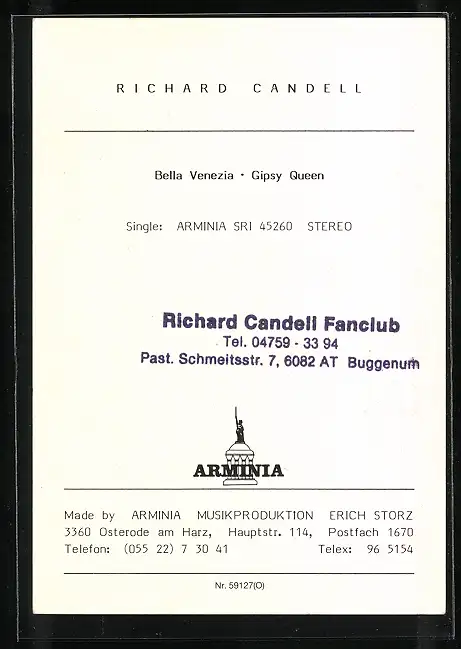 RICHARD CANDELL
Bella Venezia · Gipsy Queen
Single: ARMINIA SRI 45260 STEREO
Richard Candell Fanclub
Tel. 04759 - 33 94
Past. Schmeitsstr. 7, 6082 AT Buggenum
ARMINIA
Made by ARMINIA MUSIKPRODUKTION ERICH STORZ
3360 Osterode am Harz, Hauptstr. 114, Postfach 1670
Telefon: (055 22) 7 30 41 Telex: 96 5154
Nr. 59127(O)